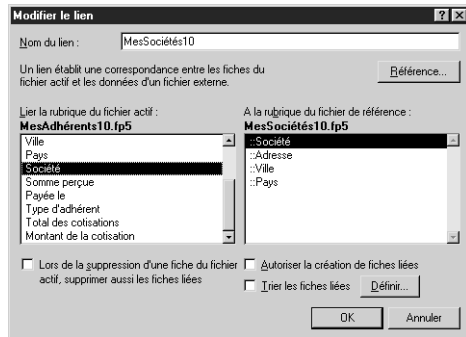 Modifier le lien
Nom du lien : MesSociétés10
Un lien établit une correspondance entre les fiches du
fichier actif et les données d'un fichier externe.
Référence...
Lier la rubrique du fichier actif :
MesAdhérents10.fp5
Ville
Pays
Société
Somme perçue
Payée le
Type d'adhérent
Total des cotisations
Montant de la cotisation
A la rubrique du fichier de référence :
MesSociétés10.fp5
::Société
::Adresse
::Ville
::Pays
Lors de la suppression d'une fiche du fichier
actif, supprimer aussi les fiches liées
Autoriser la création de fiches liées
Trier les fiches liées Définir...
OK Annuler